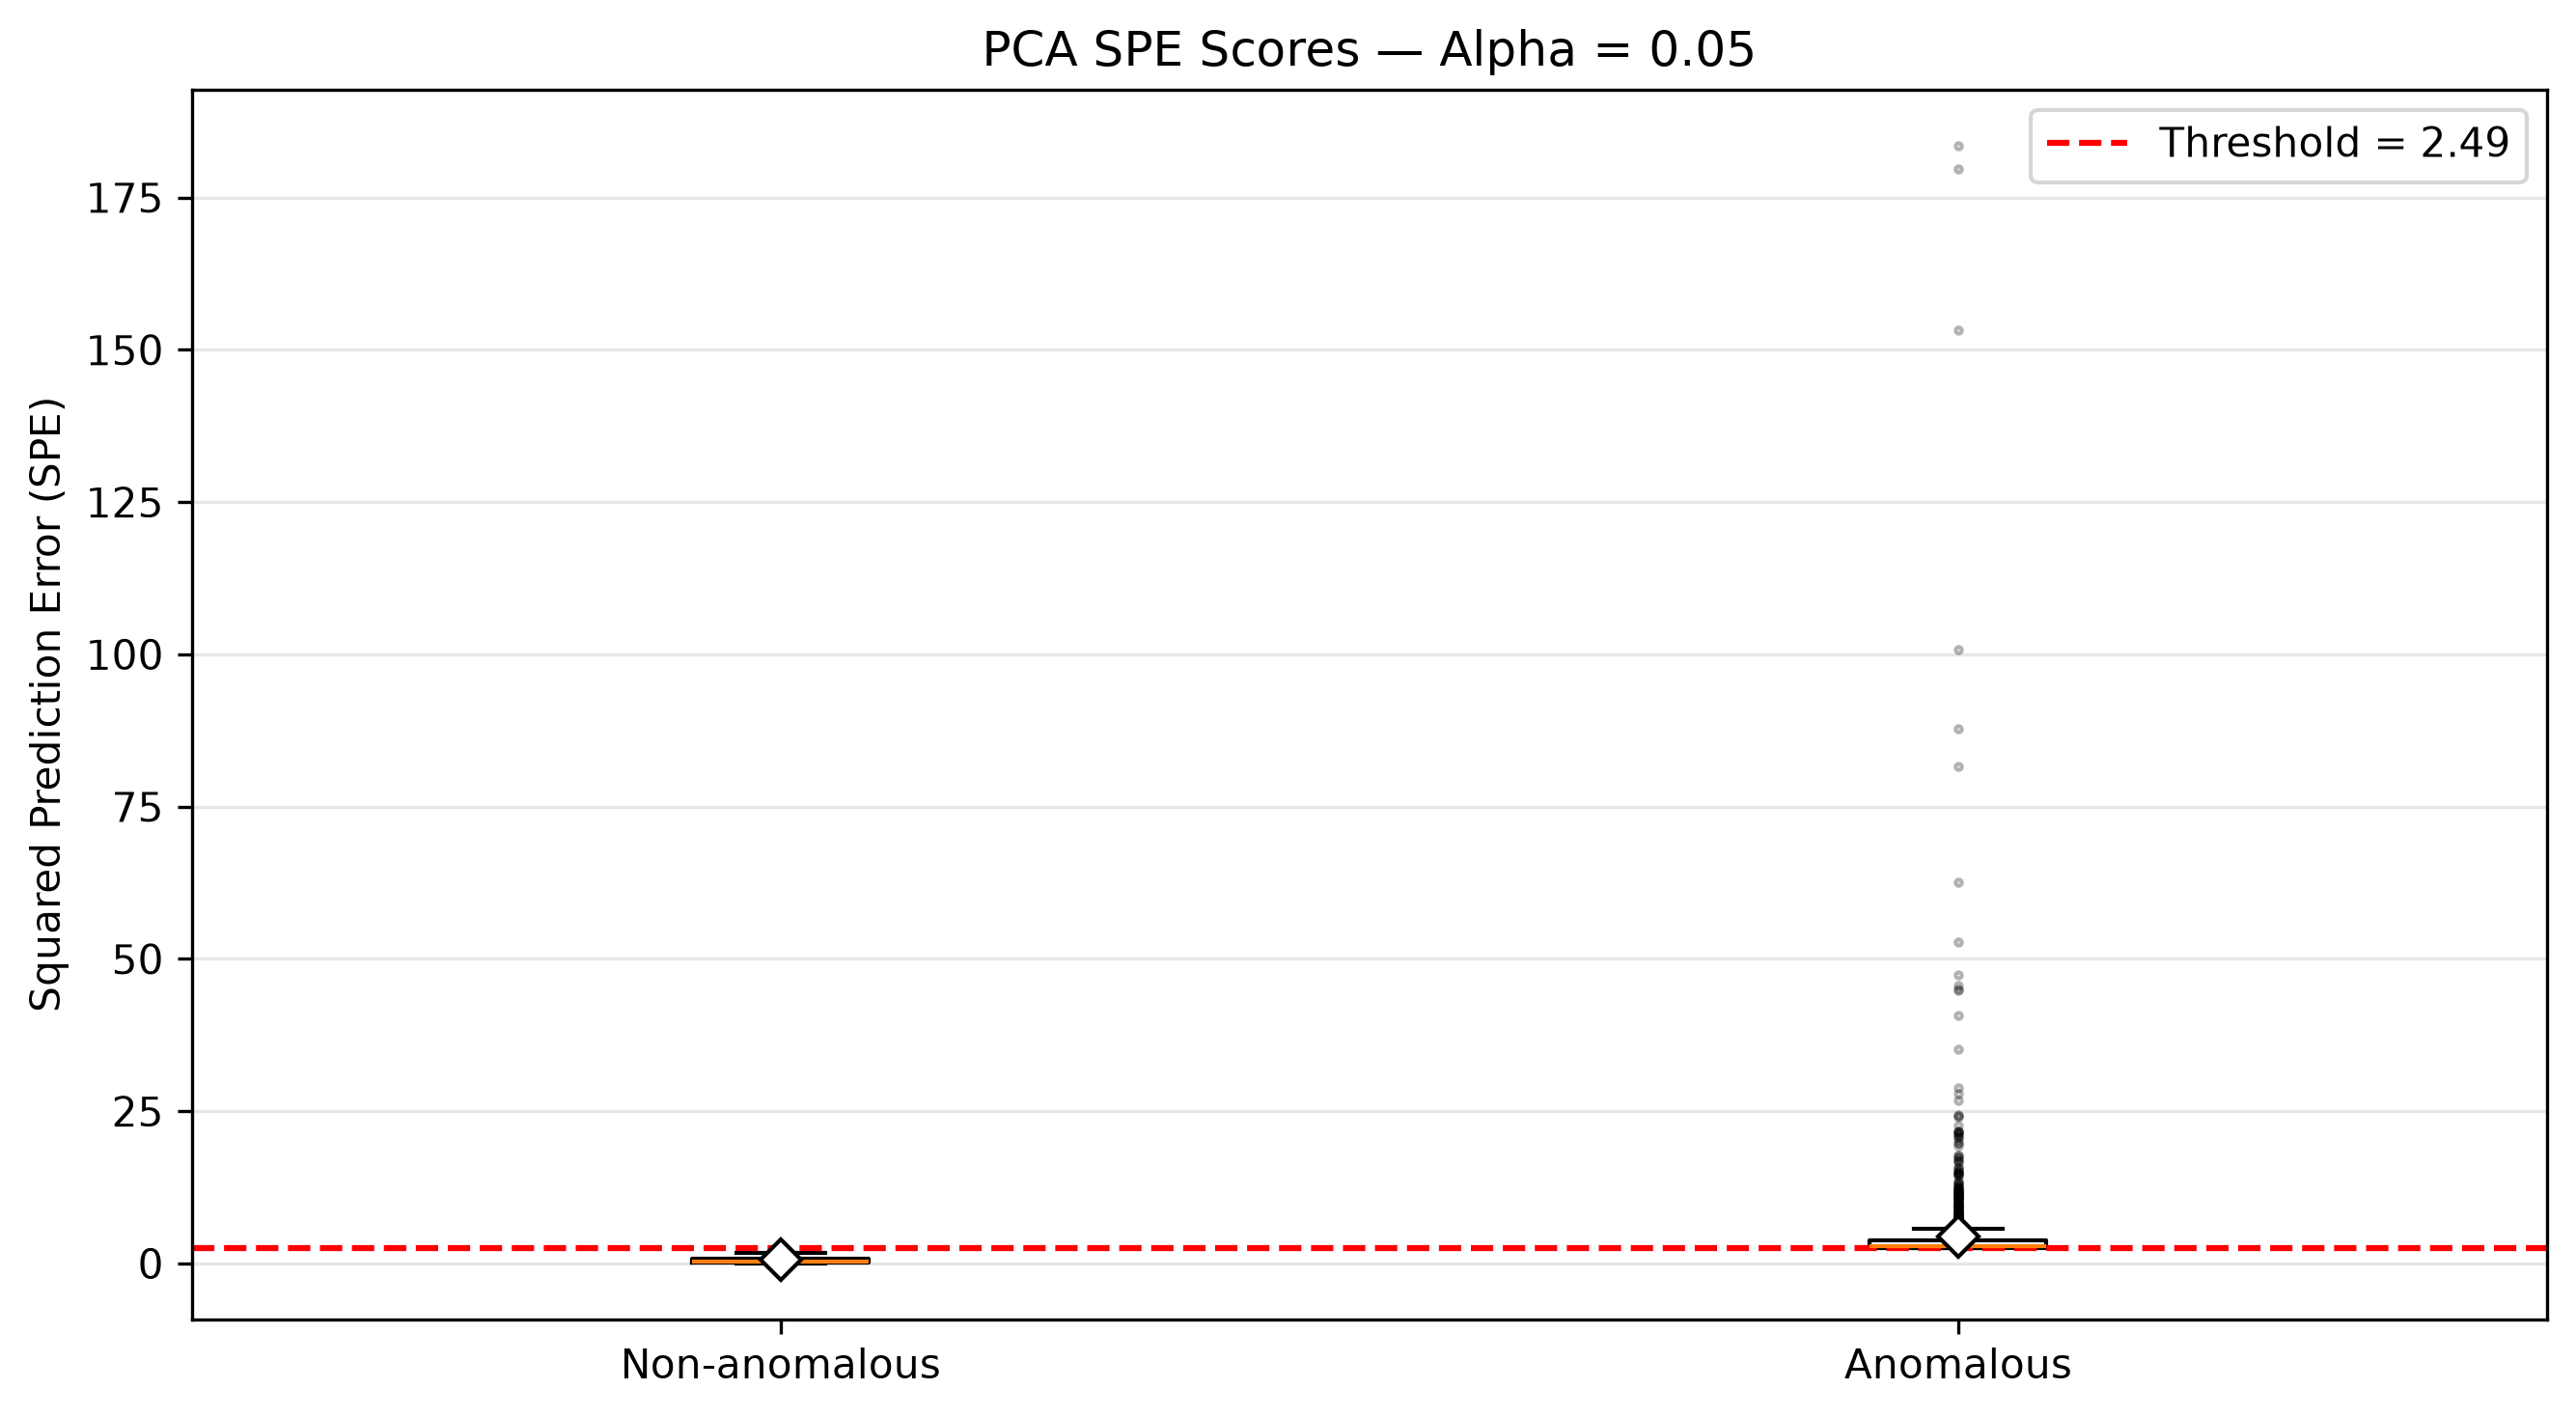 PCA SPE Scores — Alpha = 0.05
Threshold = 2.49
Squared Prediction Error (SPE)
175
150
125
100
75
50
25
0
Non-anomalous
Anomalous